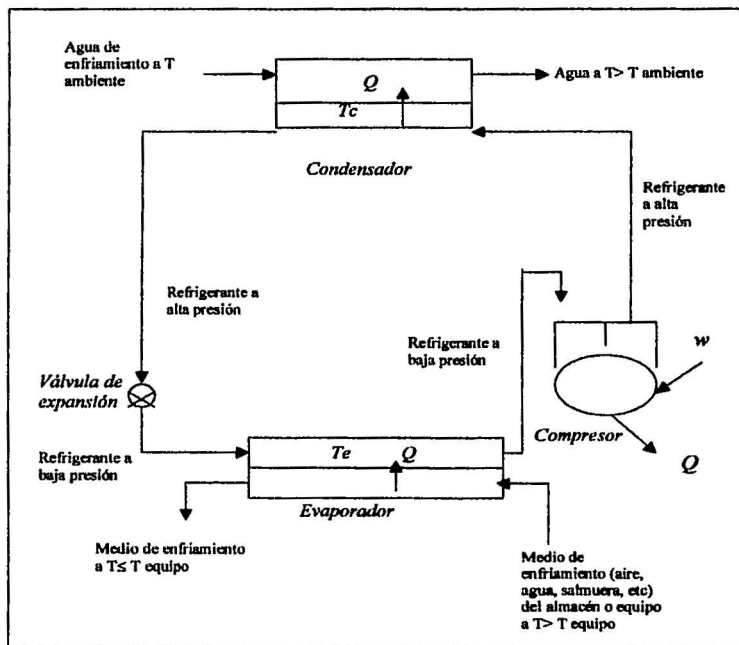 Agua de
enfriamiento a T
ambiente
Q
Tc
Agua a T> T ambiente
Condensador
Refrigerante
a alta
presión
Refrigerante a
alta presión
Refrigerante a
baja presión
w
Válvula de
expansión
Compresor
Q
Refrigerante a
baja presión
Te Q
Evaporador
Medio de enfriamiento
a T≤ T equipo
Medio de
enfriamiento (aire,
agua, salmuera, etc)
del almacén o equipo
a T> T equipo